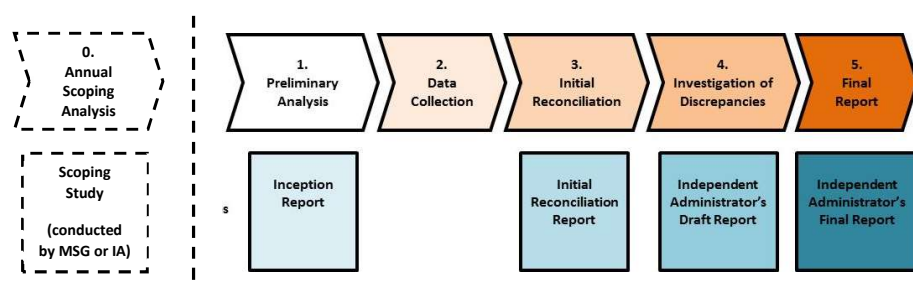 0.
Annual
Scoping
Analysis
1.
Preliminary
Analysis
2.
Data
Collection
3.
Initial
Reconciliation
4.
Investigation of
Discrepancies
5.
Final
Report
Scoping
Study
(conducted
by MSG or IA)
s
Inception
Report
Initial
Reconciliation
Report
Independent
Administrator's
Draft Report
Independent
Administrator's
Final Report